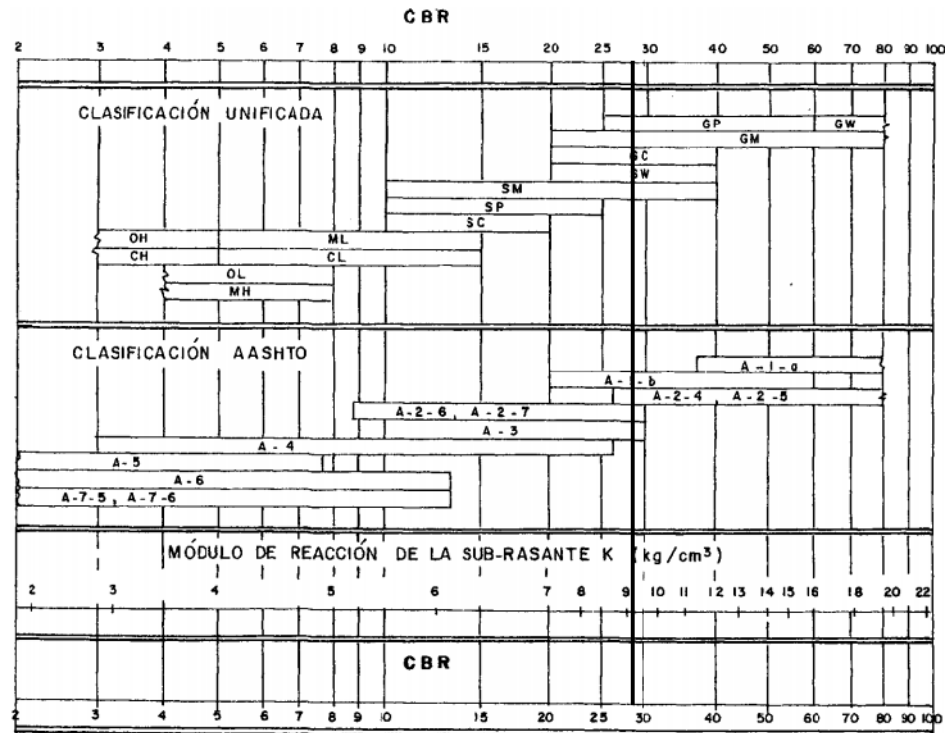 CBR
2 3 4 5 6 7 8 9 10 15 20 25 30 40 50 60 70 80 90 100
CLASIFICACIÓN UNIFICADA
GP GW
GM
GC
SW
SM
SP
SC
OH ML
CH CL
OL
MH
CLASIFICACIÓN AASHTO
A-1-a
A-1-b
A-2-4, A-2-5
A-2-6, A-2-7
A-3
A-4
A-5
A-6
A-7-5, A-7-6
MÓDULO DE REACCIÓN DE LA SUB-RASANTE K (kg/cm³)
2 3 4 5 6 7 8 9 10 11 12 13 14 15 16 18 20 22
CBR
2 3 4 5 6 7 8 9 10 15 20 25 30 40 50 60 70 80 90 100